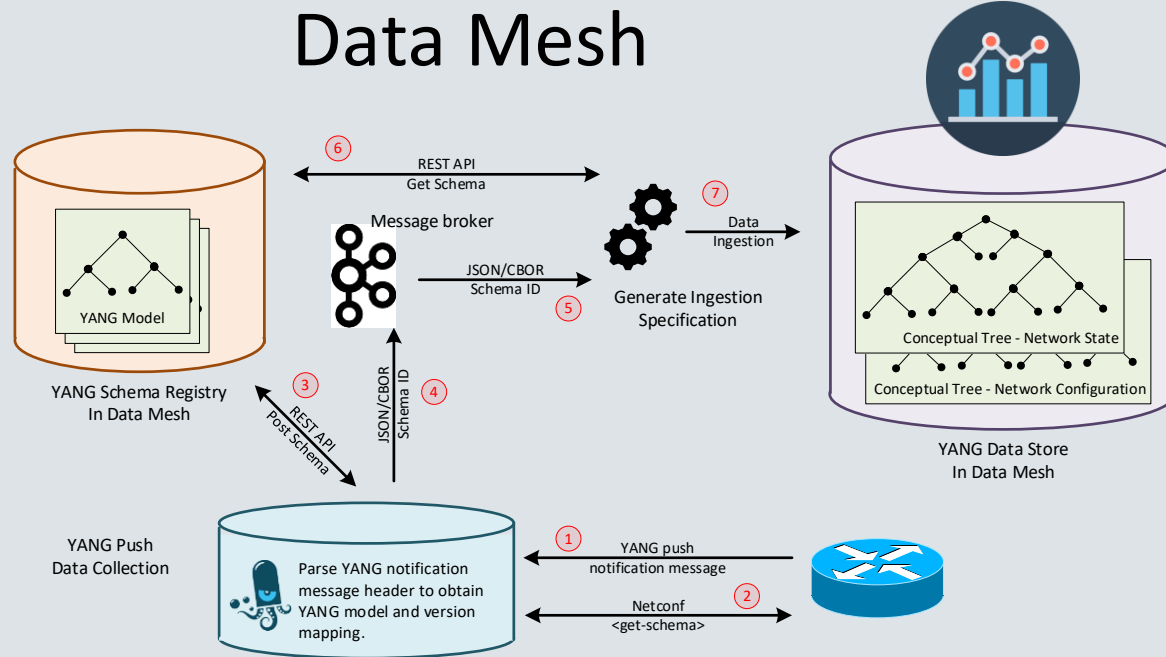 Data Mesh
6
REST API
Get Schema
Message broker
7
Data
Ingestion
JSON/CBOR
Schema ID
5
Generate Ingestion
Specification
YANG Model
YANG Schema Registry
In Data Mesh
Conceptual Tree - Network State
Conceptual Tree - Network Configuration
YANG Data Store
In Data Mesh
3
REST API
Post Schema
JSON/CBOR
Schema ID
4
YANG Push
Data Collection
Parse YANG notification
message header to obtain
YANG model and version
mapping.
1
YANG push
notification message
2
Netconf
<get-schema>